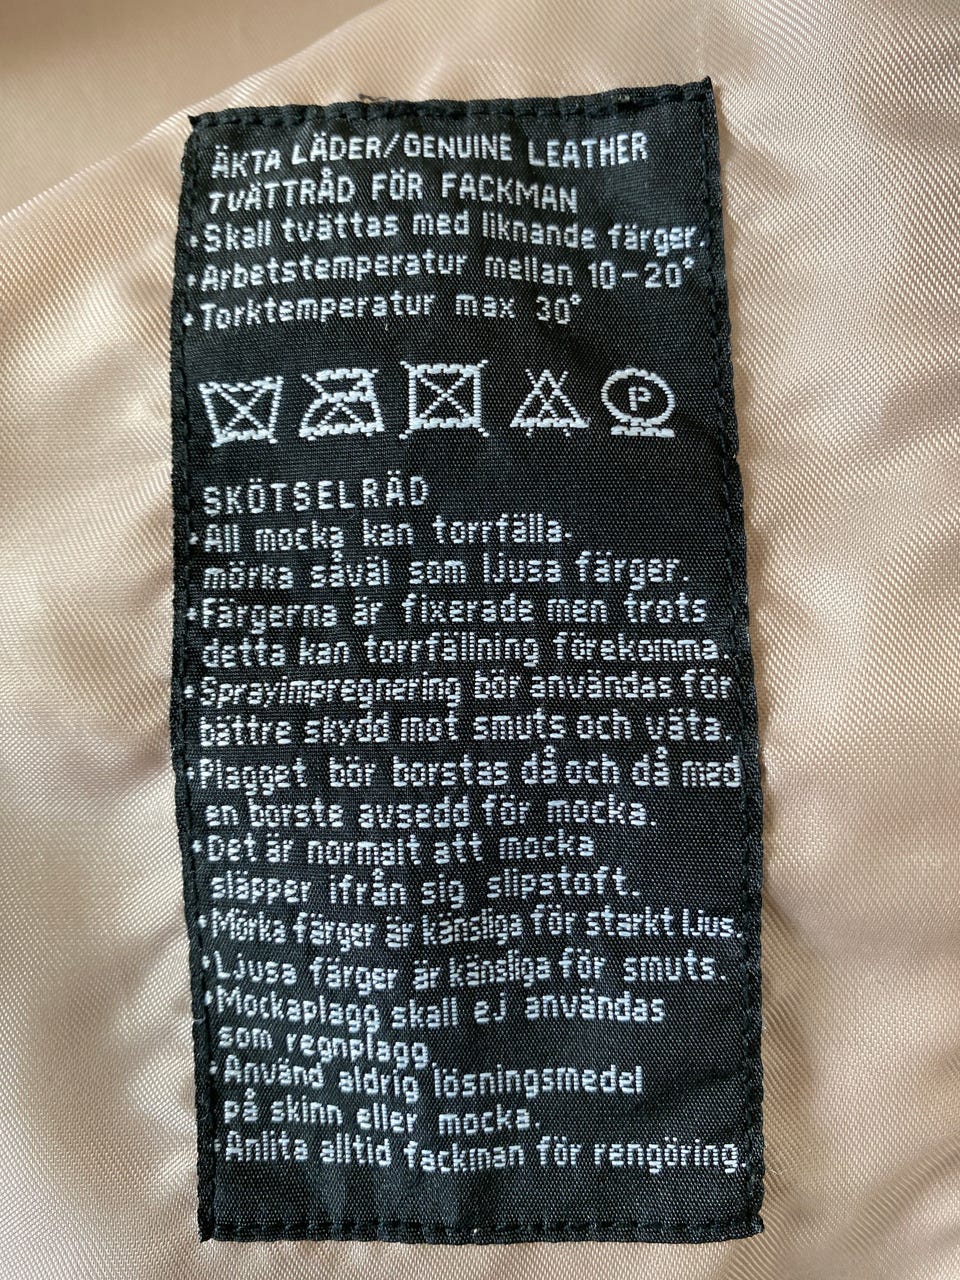 ÄKTA LÄDER/GENUINE LEATHER
TVÄTTRÅD FÖR FACKMAN
•Skall tvättas med liknande färger.
•Arbetstemperatur mellan 10-20°
•Torktemperatur max 30°
P
SKÖTSELRÅD
•All mocka kan torrfälla.
mörka såväl som ljusa färger.
•Färgerna är fixerade men trots
detta kan torrfällning förekomma.
•Sprayimpregnering bör användas för
bättre skydd mot smuts och väta.
•Plagget bör borstas då och då med
en borste avsedd för mocka
•Det är normalt att mocka
släpper ifrån sig slipstoft.
•Mörka färger är känsliga för starkt ljus.
•Ljusa färger är känsliga för smuts.
•Mockaplagg skall ej användas
som regnplagg.
•Använd aldrig lösningsmedel
på skinn eller mocka.
•Anlita alltid fackman för rengöring.